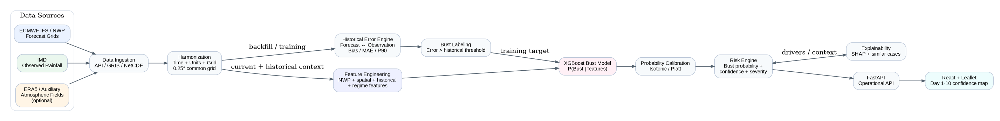 Data Sources
ECMWF IFS / NWP
Forecast Grids
IMD
Observed Rainfall
ERA5 / Auxiliary
Atmospheric Fields
(optional)
Data Ingestion
API / GRIB / NetCDF
Harmonization
Time + Units + Grid
0.25° common grid
backfill / training
current + historical context
Historical Error Engine
Forecast ↔ Observation
Bias / MAE / P90
Feature Engineering
NWP + spatial + historical
+ regime features
Bust Labeling
Error > historical threshold
training target
XGBoost Bust Model
P(Bust | features)
Probability Calibration
Isotonic / Platt
Risk Engine
Bust probability +
confidence + severity
drivers / context
Explainability
SHAP + similar cases
FastAPI
Operational API
React + Leaflet
Day 1-10 confidence map